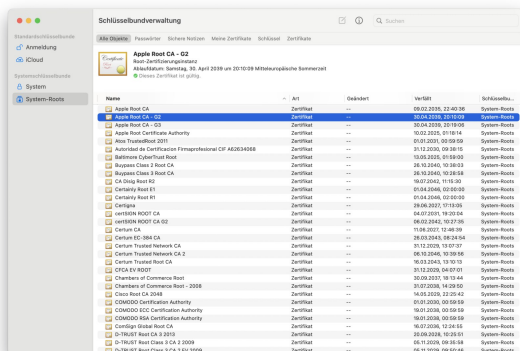 Schlüsselbundverwaltung
Suchen
Standardschlüsselbunde
Anmeldung
iCloud
Systemschlüsselbunde
System
System-Roots
Alle Objekte Passwörter Sichere Notizen Meine Zertifikate Schlüssel Zertifikate
Apple Root CA - G2
Root-Zertifizierungsinstanz
Ablaufdatum: Samstag, 30. April 2039 um 20:10:09 Mitteleuropäische Sommerzeit
Dieses Zertifikat ist gültig.
Name Art Geändert Verfällt Schlüsselbu...
Apple Root CA Zertifikat -- 09.02.2035, 22:40:36 System-Roots
Apple Root CA - G2 Zertifikat -- 30.04.2039, 20:10:09 System-Roots
Apple Root CA - G3 Zertifikat -- 30.04.2039, 20:19:06 System-Roots
Apple Root Certificate Authority Zertifikat -- 10.02.2025, 01:18:14 System-Roots
Atos TrustedRoot 2011 Zertifikat -- 01.01.2031, 00:59:59 System-Roots
Autoridad de Certificacion Firmaprofesional CIF A62634068 Zertifikat -- 31.12.2030, 09:38:15 System-Roots
Baltimore CyberTrust Root Zertifikat -- 13.05.2025, 01:59:00 System-Roots
Buypass Class 2 Root CA Zertifikat -- 26.10.2040, 10:38:03 System-Roots
Buypass Class 3 Root CA Zertifikat -- 26.10.2040, 10:28:58 System-Roots
CA Disig Root R2 Zertifikat -- 19.07.2042, 11:15:30 System-Roots
Certainly Root E1 Zertifikat -- 01.04.2046, 02:00:00 System-Roots
Certainly Root R1 Zertifikat -- 01.04.2046, 02:00:00 System-Roots
Certigna Zertifikat -- 29.06.2027, 17:13:05 System-Roots
certSIGN ROOT CA Zertifikat -- 04.07.2031, 19:20:04 System-Roots
certSIGN ROOT CA G2 Zertifikat -- 06.02.2042, 10:27:35 System-Roots
Certum CA Zertifikat -- 11.06.2027, 12:46:39 System-Roots
Certum EC-384 CA Zertifikat -- 26.03.2043, 08:24:54 System-Roots
Certum Trusted Network CA Zertifikat -- 31.12.2029, 13:07:37 System-Roots
Certum Trusted Network CA 2 Zertifikat -- 06.10.2046, 10:39:56 System-Roots
Certum Trusted Root CA Zertifikat -- 16.03.2043, 13:10:13 System-Roots
CFCA EV ROOT Zertifikat -- 31.12.2029, 04:07:01 System-Roots
Chambers of Commerce Root Zertifikat -- 30.09.2037, 18:13:44 System-Roots
Chambers of Commerce Root - 2008 Zertifikat -- 31.07.2038, 14:29:50 System-Roots
Cisco Root CA 2048 Zertifikat -- 14.05.2029, 22:25:42 System-Roots
COMODO Certification Authority Zertifikat -- 01.01.2030, 00:59:59 System-Roots
COMODO ECC Certification Authority Zertifikat -- 19.01.2038, 00:59:59 System-Roots
COMODO RSA Certification Authority Zertifikat -- 19.01.2038, 00:59:59 System-Roots
ComSign Global Root CA Zertifikat -- 16.07.2036, 12:24:55 System-Roots
D-TRUST Root CA 3 2013 Zertifikat -- 20.09.2028, 10:25:51 System-Roots
D-TRUST Root Class 3 CA 2 2009 Zertifikat -- 05.11.2029, 09:35:58 System-Roots
D-TRUST Root Class 3 CA 2 EV 2009 Zertifikat -- 05.11.2029, 09:50:46 System-Roots